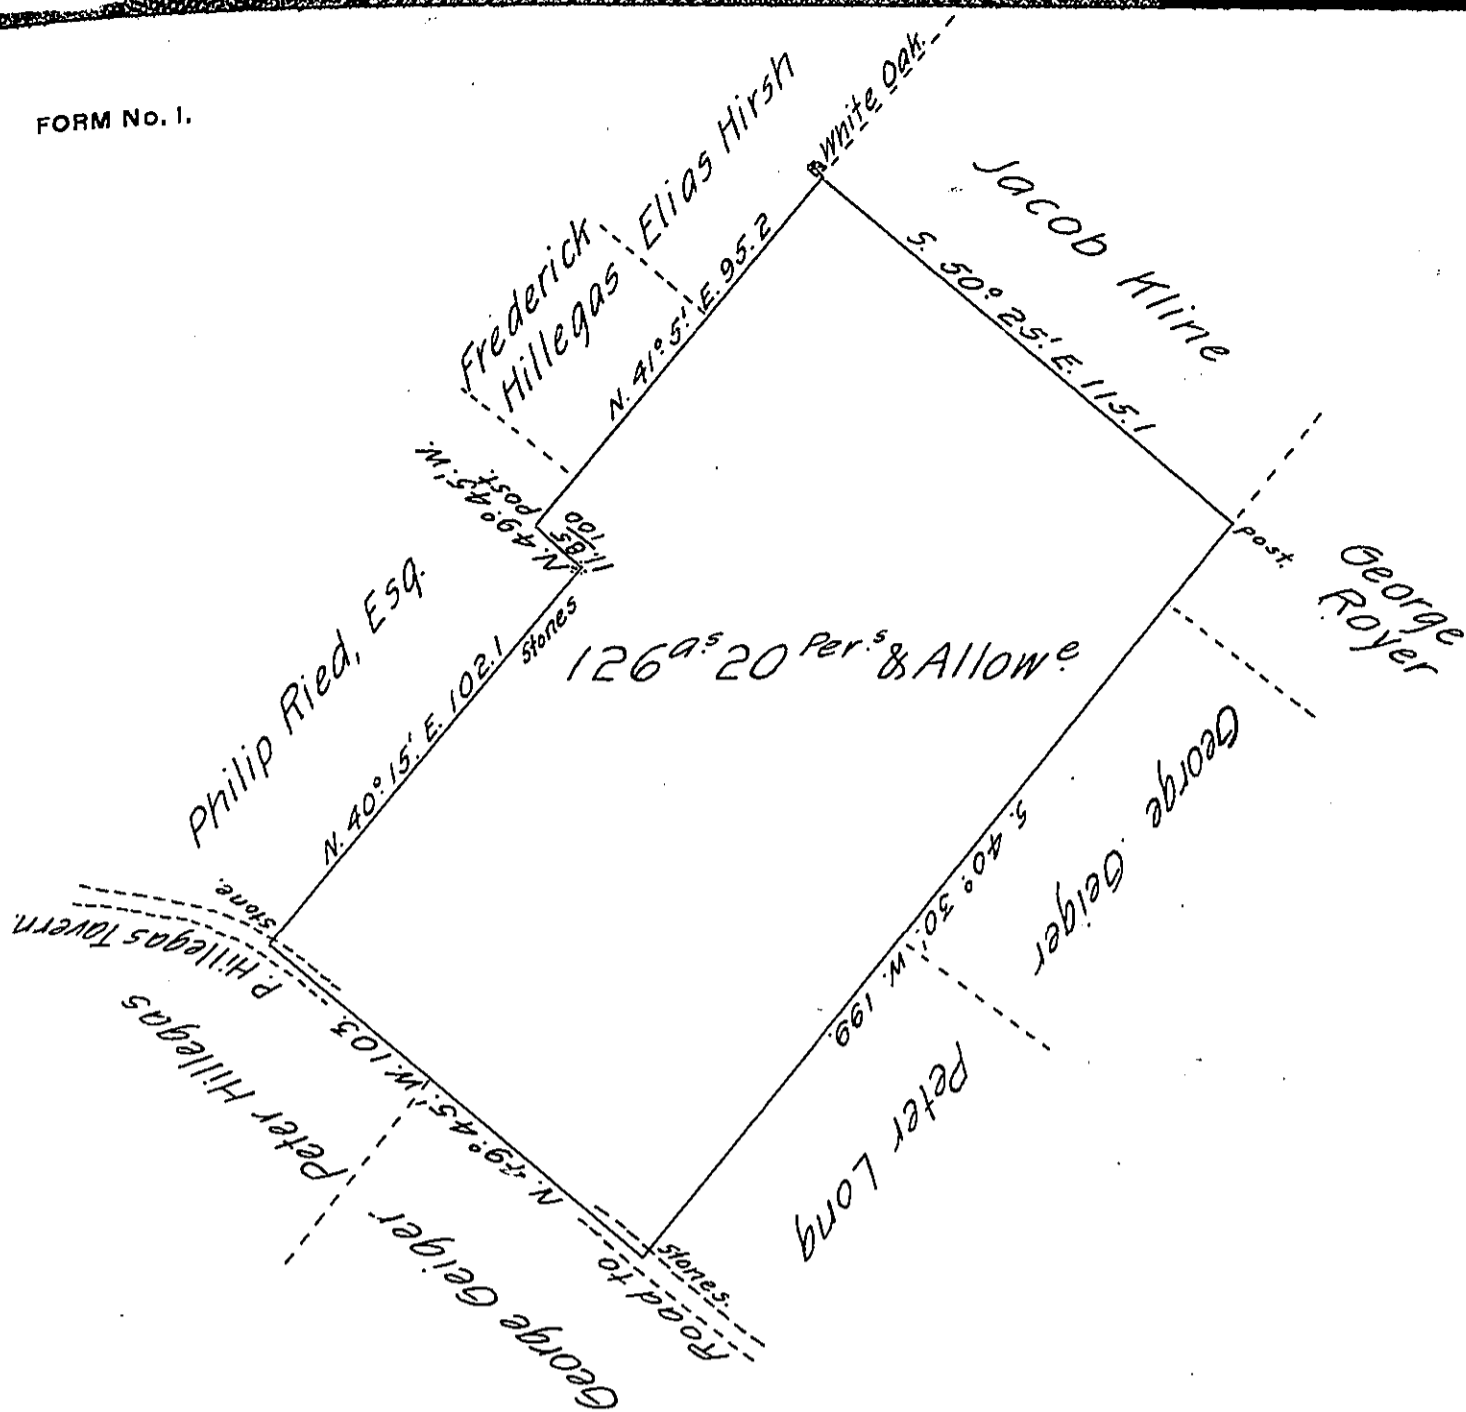 FORM No. 1.
White Oak.
Elias Hirsh
Frederick
Hillegas
Jacob Kline
N. 41° 5' E. 95.2
S. 50° 25' E. 115.1
post.
N. 49° 45' W.
11.85
100
Stones
post.
George
Royer
Philip Ried, Esq.
N. 40° 15' E. 102.1
126 a.s 20 Per.s & Allow.e
George Geiger
S. 40° 30' W. 199.
Stone.
P. Hillegas Tavern.
Peter Hillegas
N. 49° 45' W. 103.
Peter Long
Stones.
Road to
George Geiger